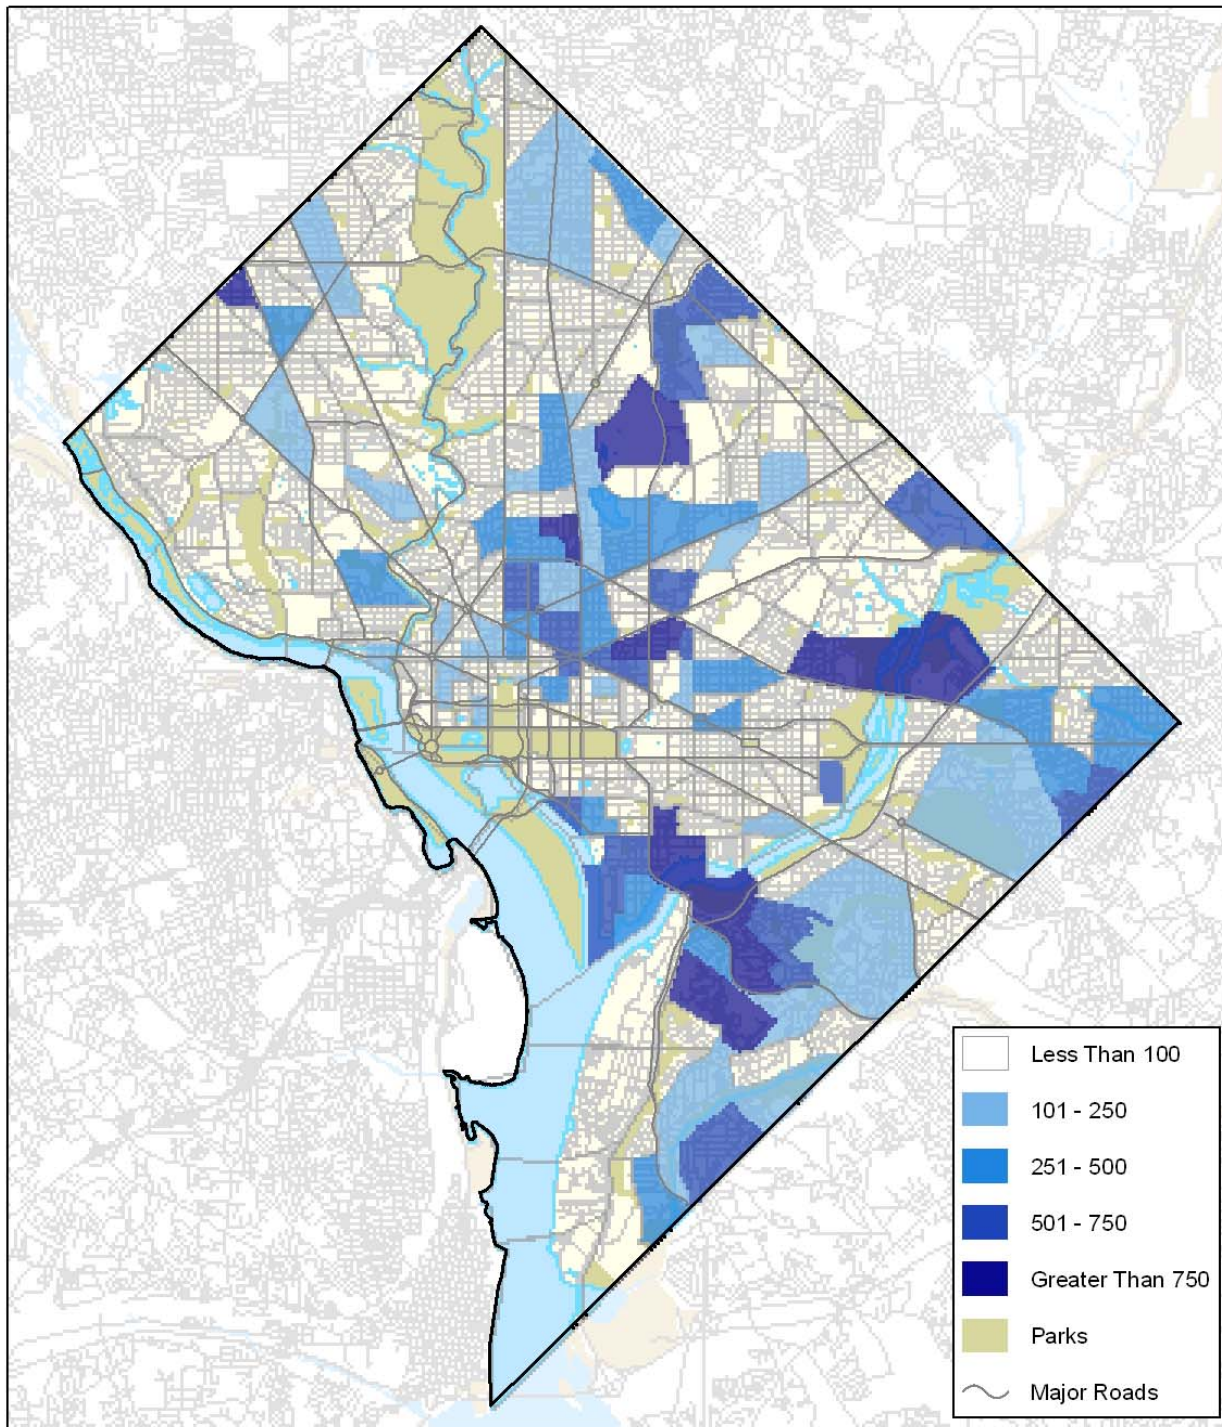 Less Than 100
101 - 250
251 - 500
501 - 750
Greater Than 750
Parks
Major Roads